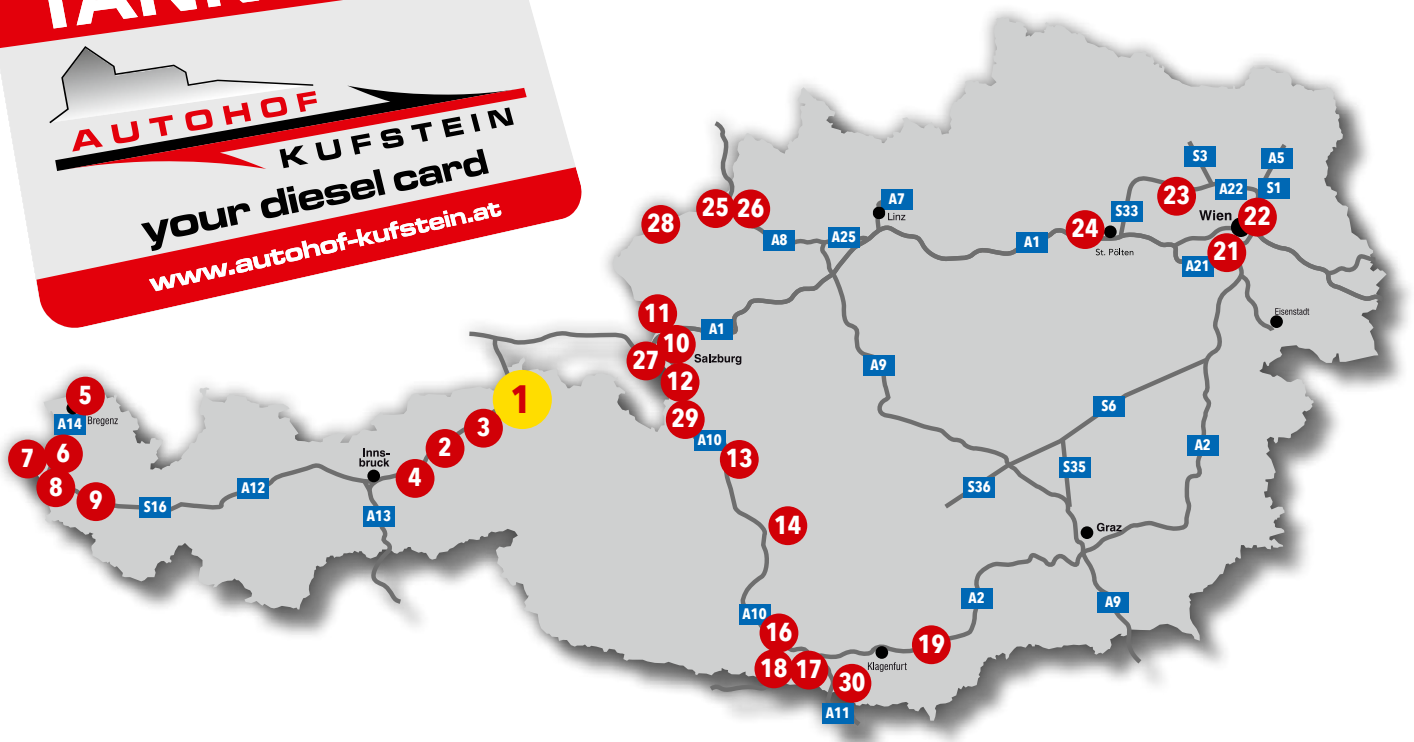 AUTOHOF
KUFSTEIN
your diesel card
www.autohof-kufstein.at
S3
A5
23
A22
S1
25
26
A7
S33
Wien
22
28
Linz
24
A8
A25
A1
St. Pölten
21
A21
11
Eisenstadt
A1
10
27
Salzburg
A9
12
5
1
A14
Bregenz
29
3
S6
A10
2
A2
7
6
Inns-
bruck
13
4
S35
8
A12
S36
9
S16
A13
14
Graz
A2
A9
A10
16
19
18
17
Klagenfurt
30
A11